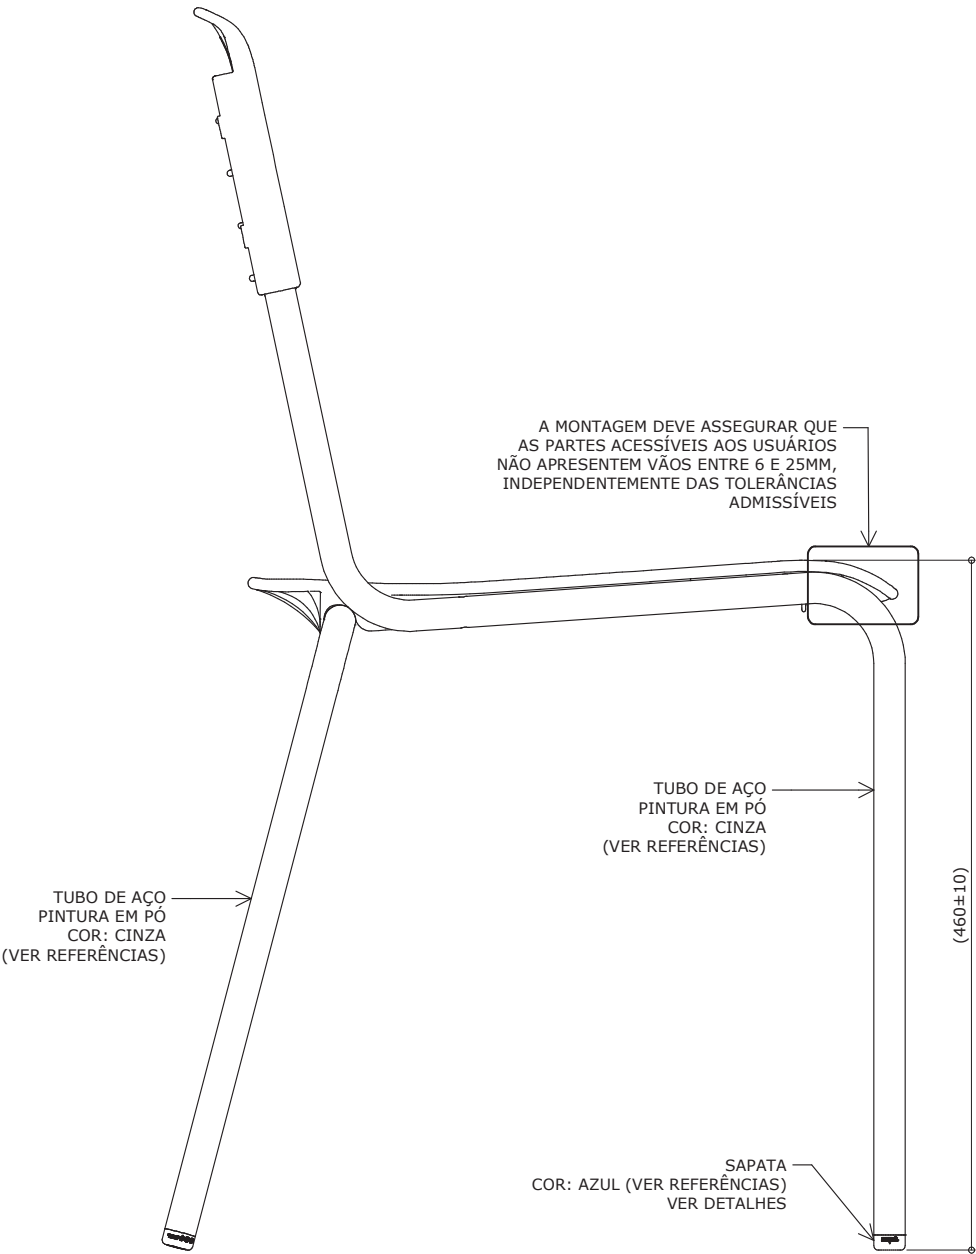 A MONTAGEM DEVE ASSEGURAR QUE
AS PARTES ACESSÍVEIS AOS USUÁRIOS
NÃO APRESENTEM VÃOS ENTRE 6 E 25MM,
INDEPENDENTEMENTE DAS TOLERÂNCIAS
ADMISSÍVEIS
TUBO DE AÇO
PINTURA EM PÓ
COR: CINZA
(VER REFERÊNCIAS)
(460±10)
TUBO DE AÇO
PINTURA EM PÓ
COR: CINZA
(VER REFERÊNCIAS)
SAPATA
COR: AZUL (VER REFERÊNCIAS)
VER DETALHES